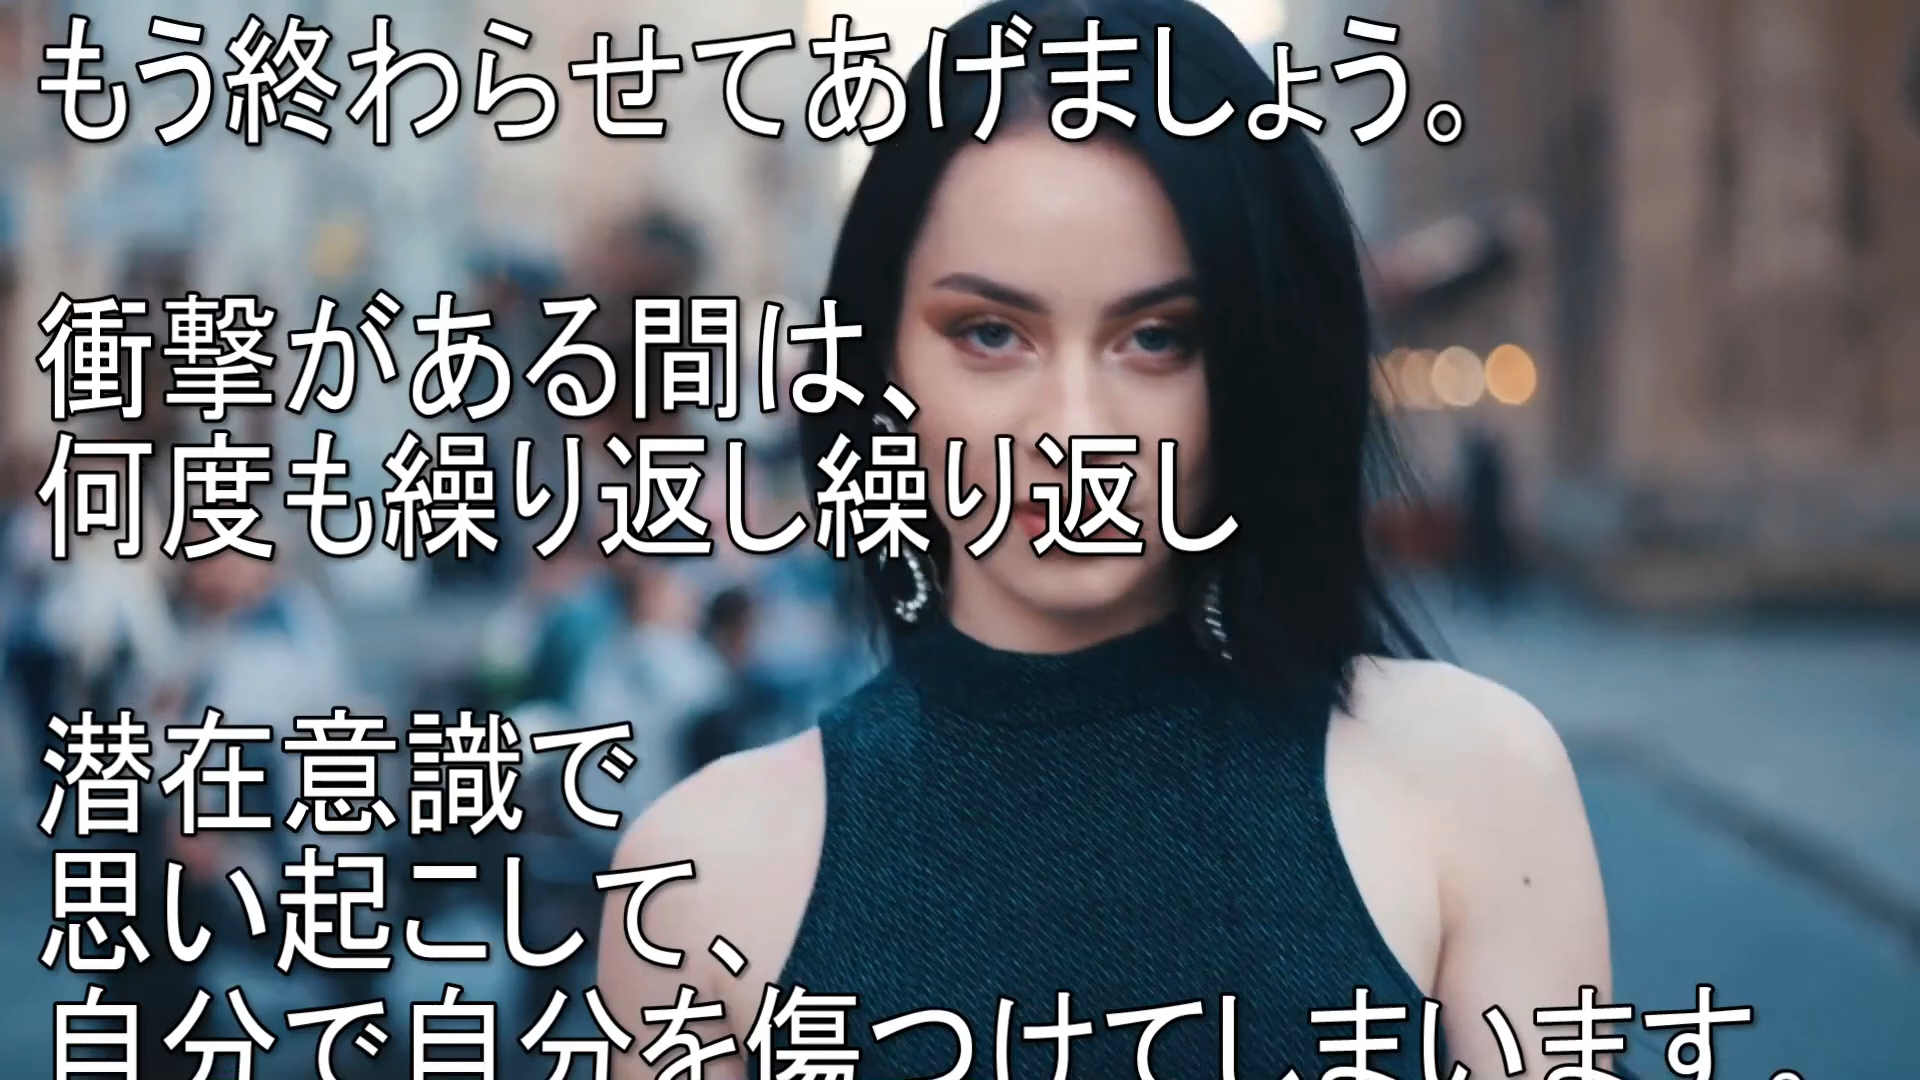 もう終わらせてあげましょう。
衝撃がある間は、
何度も繰り返し繰り返し
潜在意識で
思い起こして、
自分で自分を傷つけてしまいます。